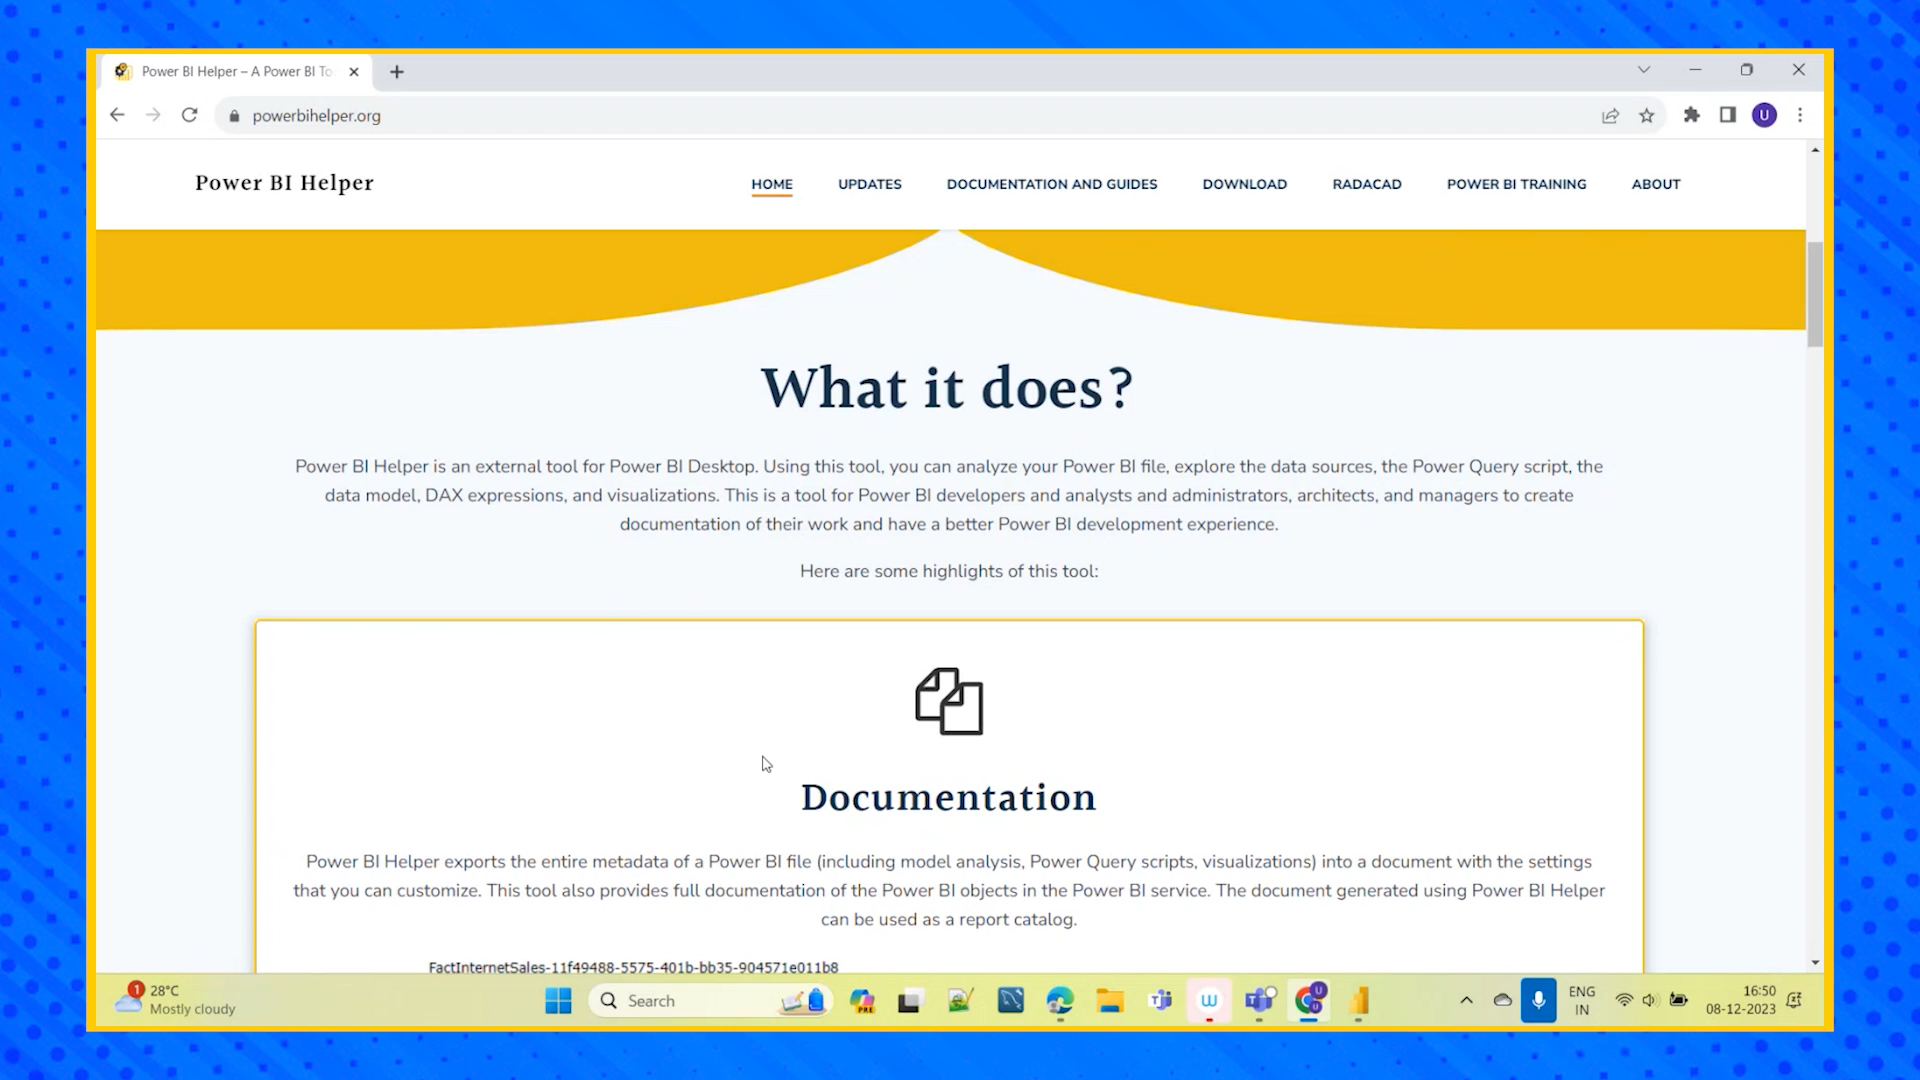 Power BI Helper – A Power BI To
powerbihelper.org
U
Power BI Helper
HOME
UPDATES
DOCUMENTATION AND GUIDES
DOWNLOAD
RADACAD
POWER BI TRAINING
ABOUT
What it does?
Power BI Helper is an external tool for Power BI Desktop. Using this tool, you can analyze your Power BI file, explore the data sources, the Power Query script, the
data model, DAX expressions, and visualizations. This is a tool for Power BI developers and analysts and administrators, architects, and managers to create
documentation of their work and have a better Power BI development experience.
Here are some highlights of this tool:
Documentation
Power BI Helper exports the entire metadata of a Power BI file (including model analysis, Power Query scripts, visualizations) into a document with the settings
that you can customize. This tool also provides full documentation of the Power BI objects in the Power BI service. The document generated using Power BI Helper
can be used as a report catalog.
FactInternetSales-11f49488-5575-401b-bb35-904571e011b8
1
28°C
Mostly cloudy
Search
PRE
W
U
U
ENG
IN
16:50
08-12-2023